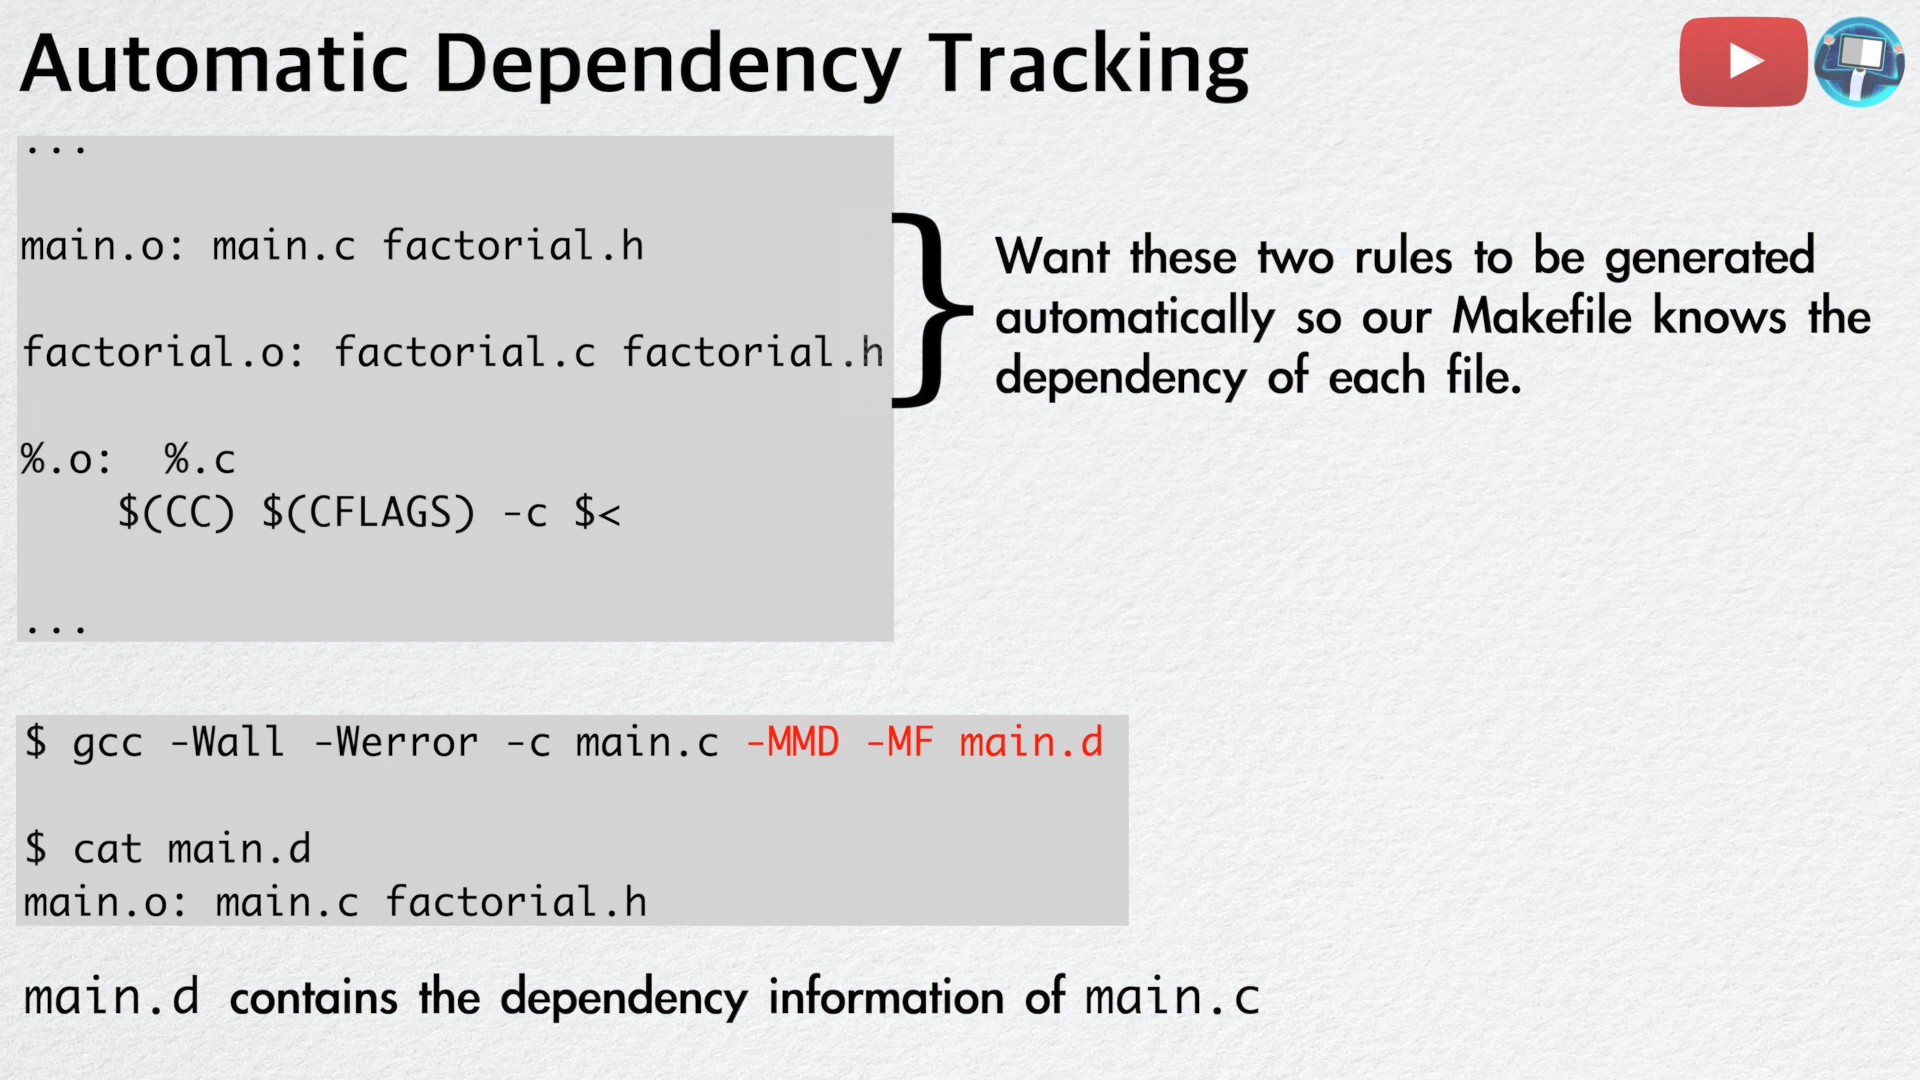 Automatic Dependency Tracking
...
main.o: main.c factorial.h
factorial.o: factorial.c factorial.h
%.o:  %.c
    $(CC) $(CFLAGS) -c $<
...
Want these two rules to be generated
automatically so our Makefile knows the
dependency of each file.
$ gcc -Wall -Werror -c main.c -MMD -MF main.d
$ cat main.d
main.o: main.c factorial.h
main.d contains the dependency information of main.c